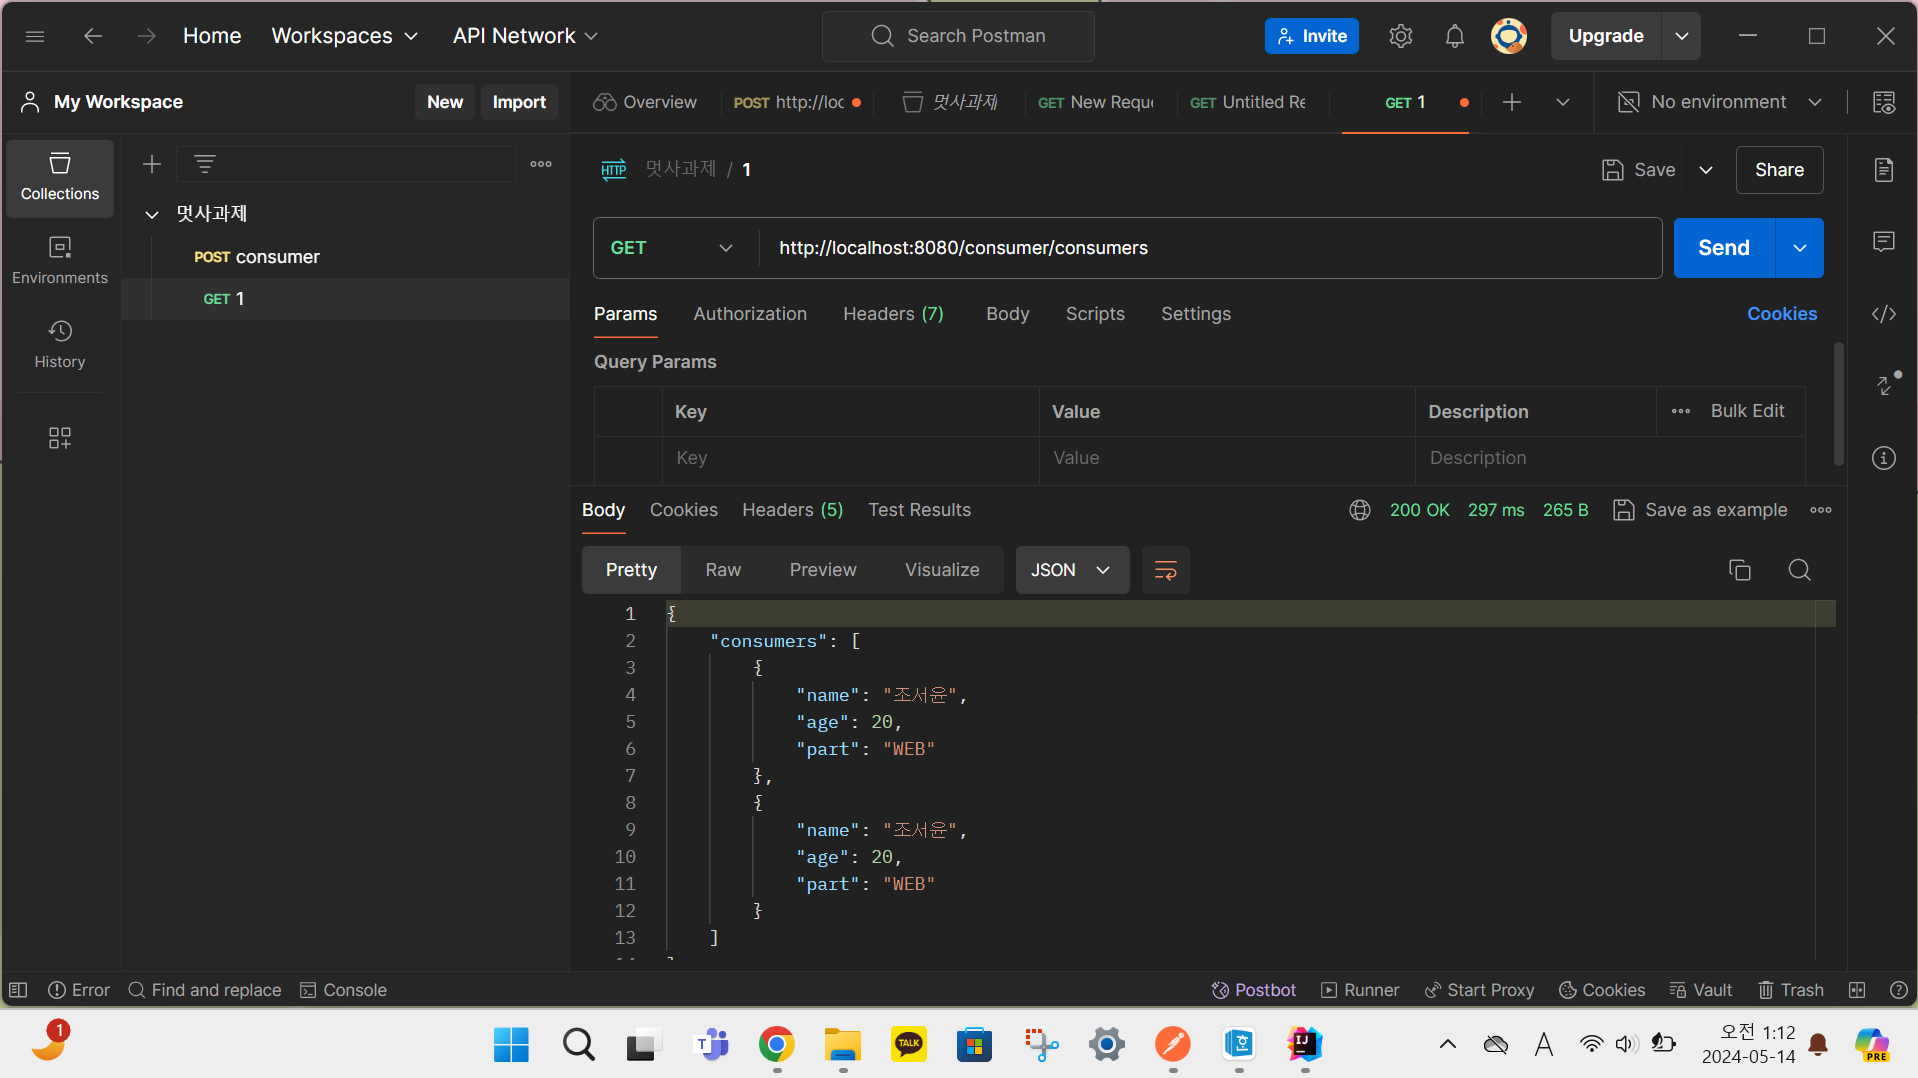 Home
Workspaces
API Network
Search Postman
Invite
Upgrade
My Workspace
New
Import
Overview
POST http://loc
멋사과제
GET New Reque
GET Untitled Re
GET 1
No environment
Collections
Environments
History
멋사과제
POST consumer
GET 1
HTTP
멋사과제 / 1
Save
Share
GET
http://localhost:8080/consumer/consumers
Send
Params
Authorization
Headers (7)
Body
Scripts
Settings
Cookies
Query Params
Key
Value
Description
Bulk Edit
Key
Value
Description
Body
Cookies
Headers (5)
Test Results
200 OK
297 ms
265 B
Save as example
Pretty
Raw
Preview
Visualize
JSON
1 {
2 "consumers": [
3 {
4 "name": "조서윤",
5 "age": 20,
6 "part": "WEB"
7 },
8 {
9 "name": "조서윤",
10 "age": 20,
11 "part": "WEB"
12 }
13 ]
Error
Find and replace
Console
Postbot
Runner
Start Proxy
Cookies
Vault
Trash
1
T
TALK
IJ
A
오전 1:12
2024-05-14
PRE